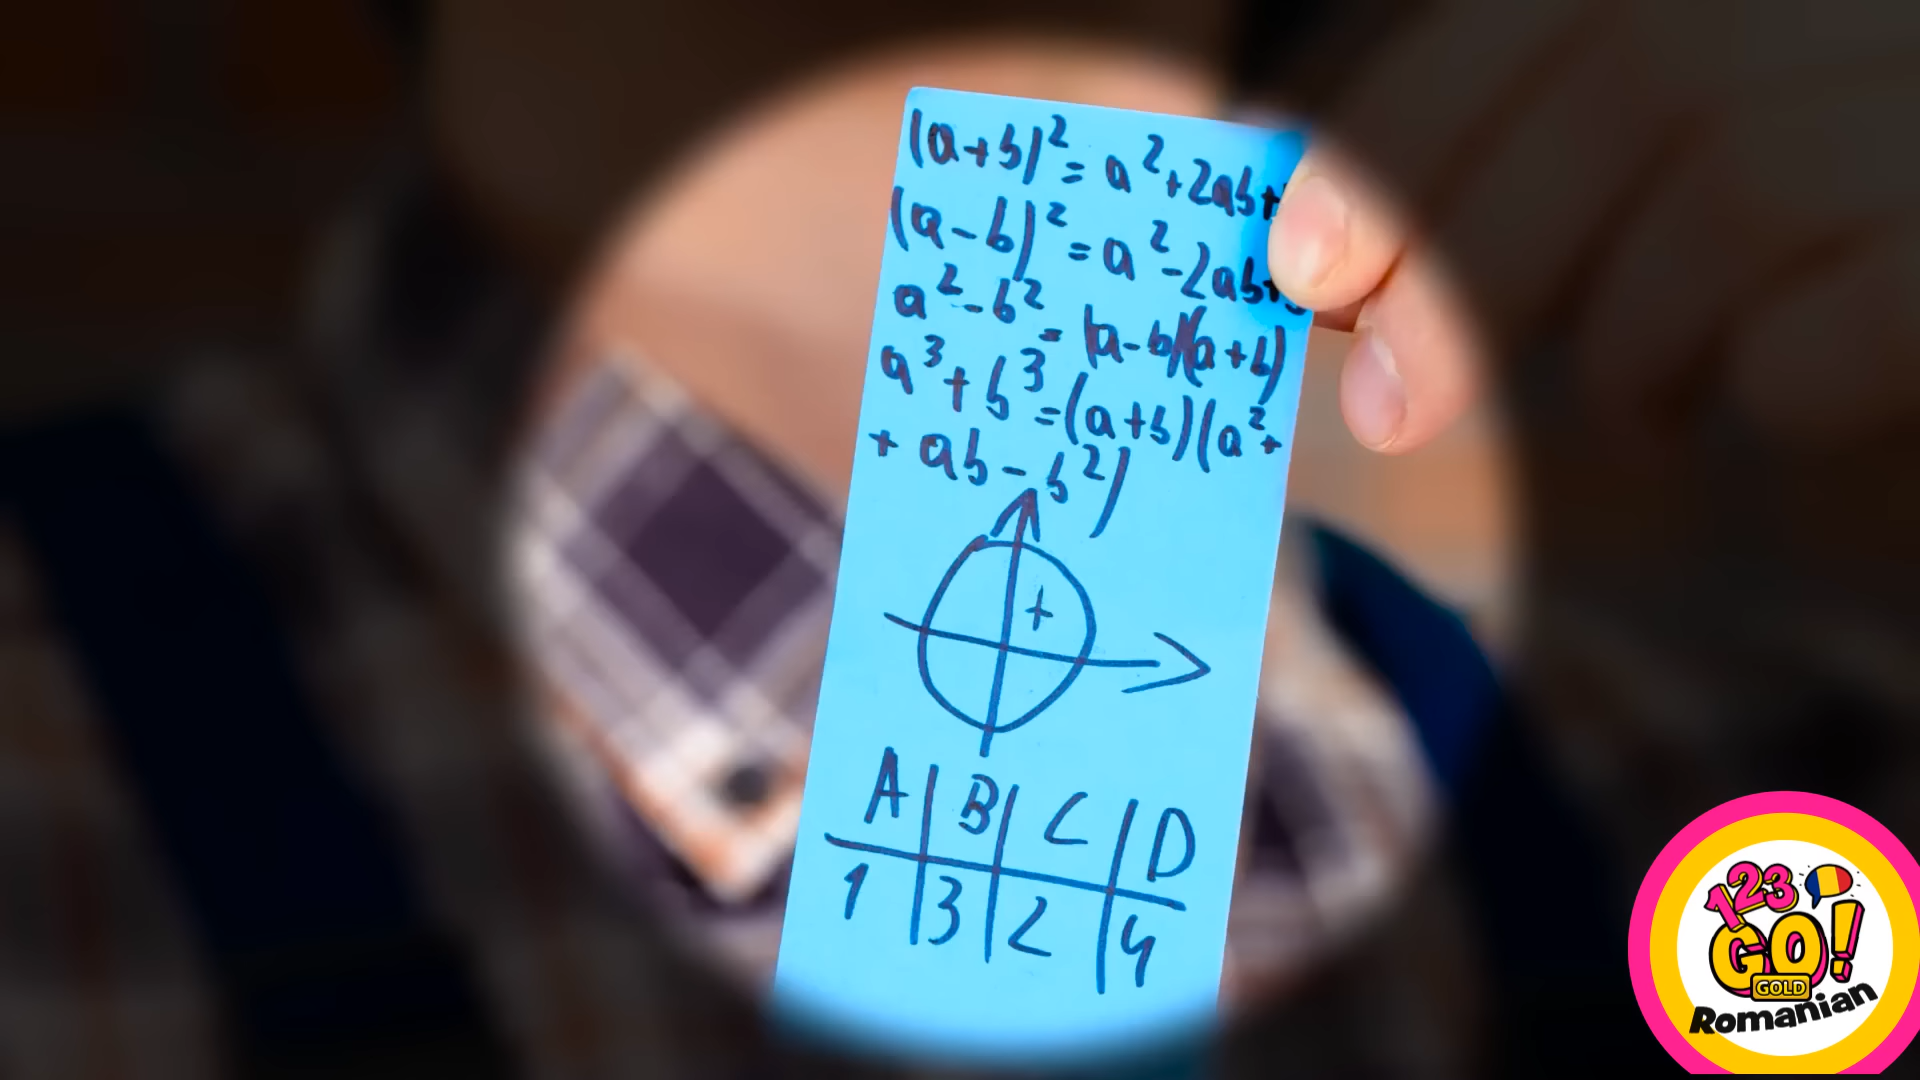 (a+b)² = a²+2ab+
(a-b)² = a²-2ab+
a²-b² = (a-b)(a+b)
a³+b³=(a+b)(a²+
+ ab-b²)
+
A | B | C | D
1 | 3 | 2 | 4
123
GO!
GOLD
Romanian